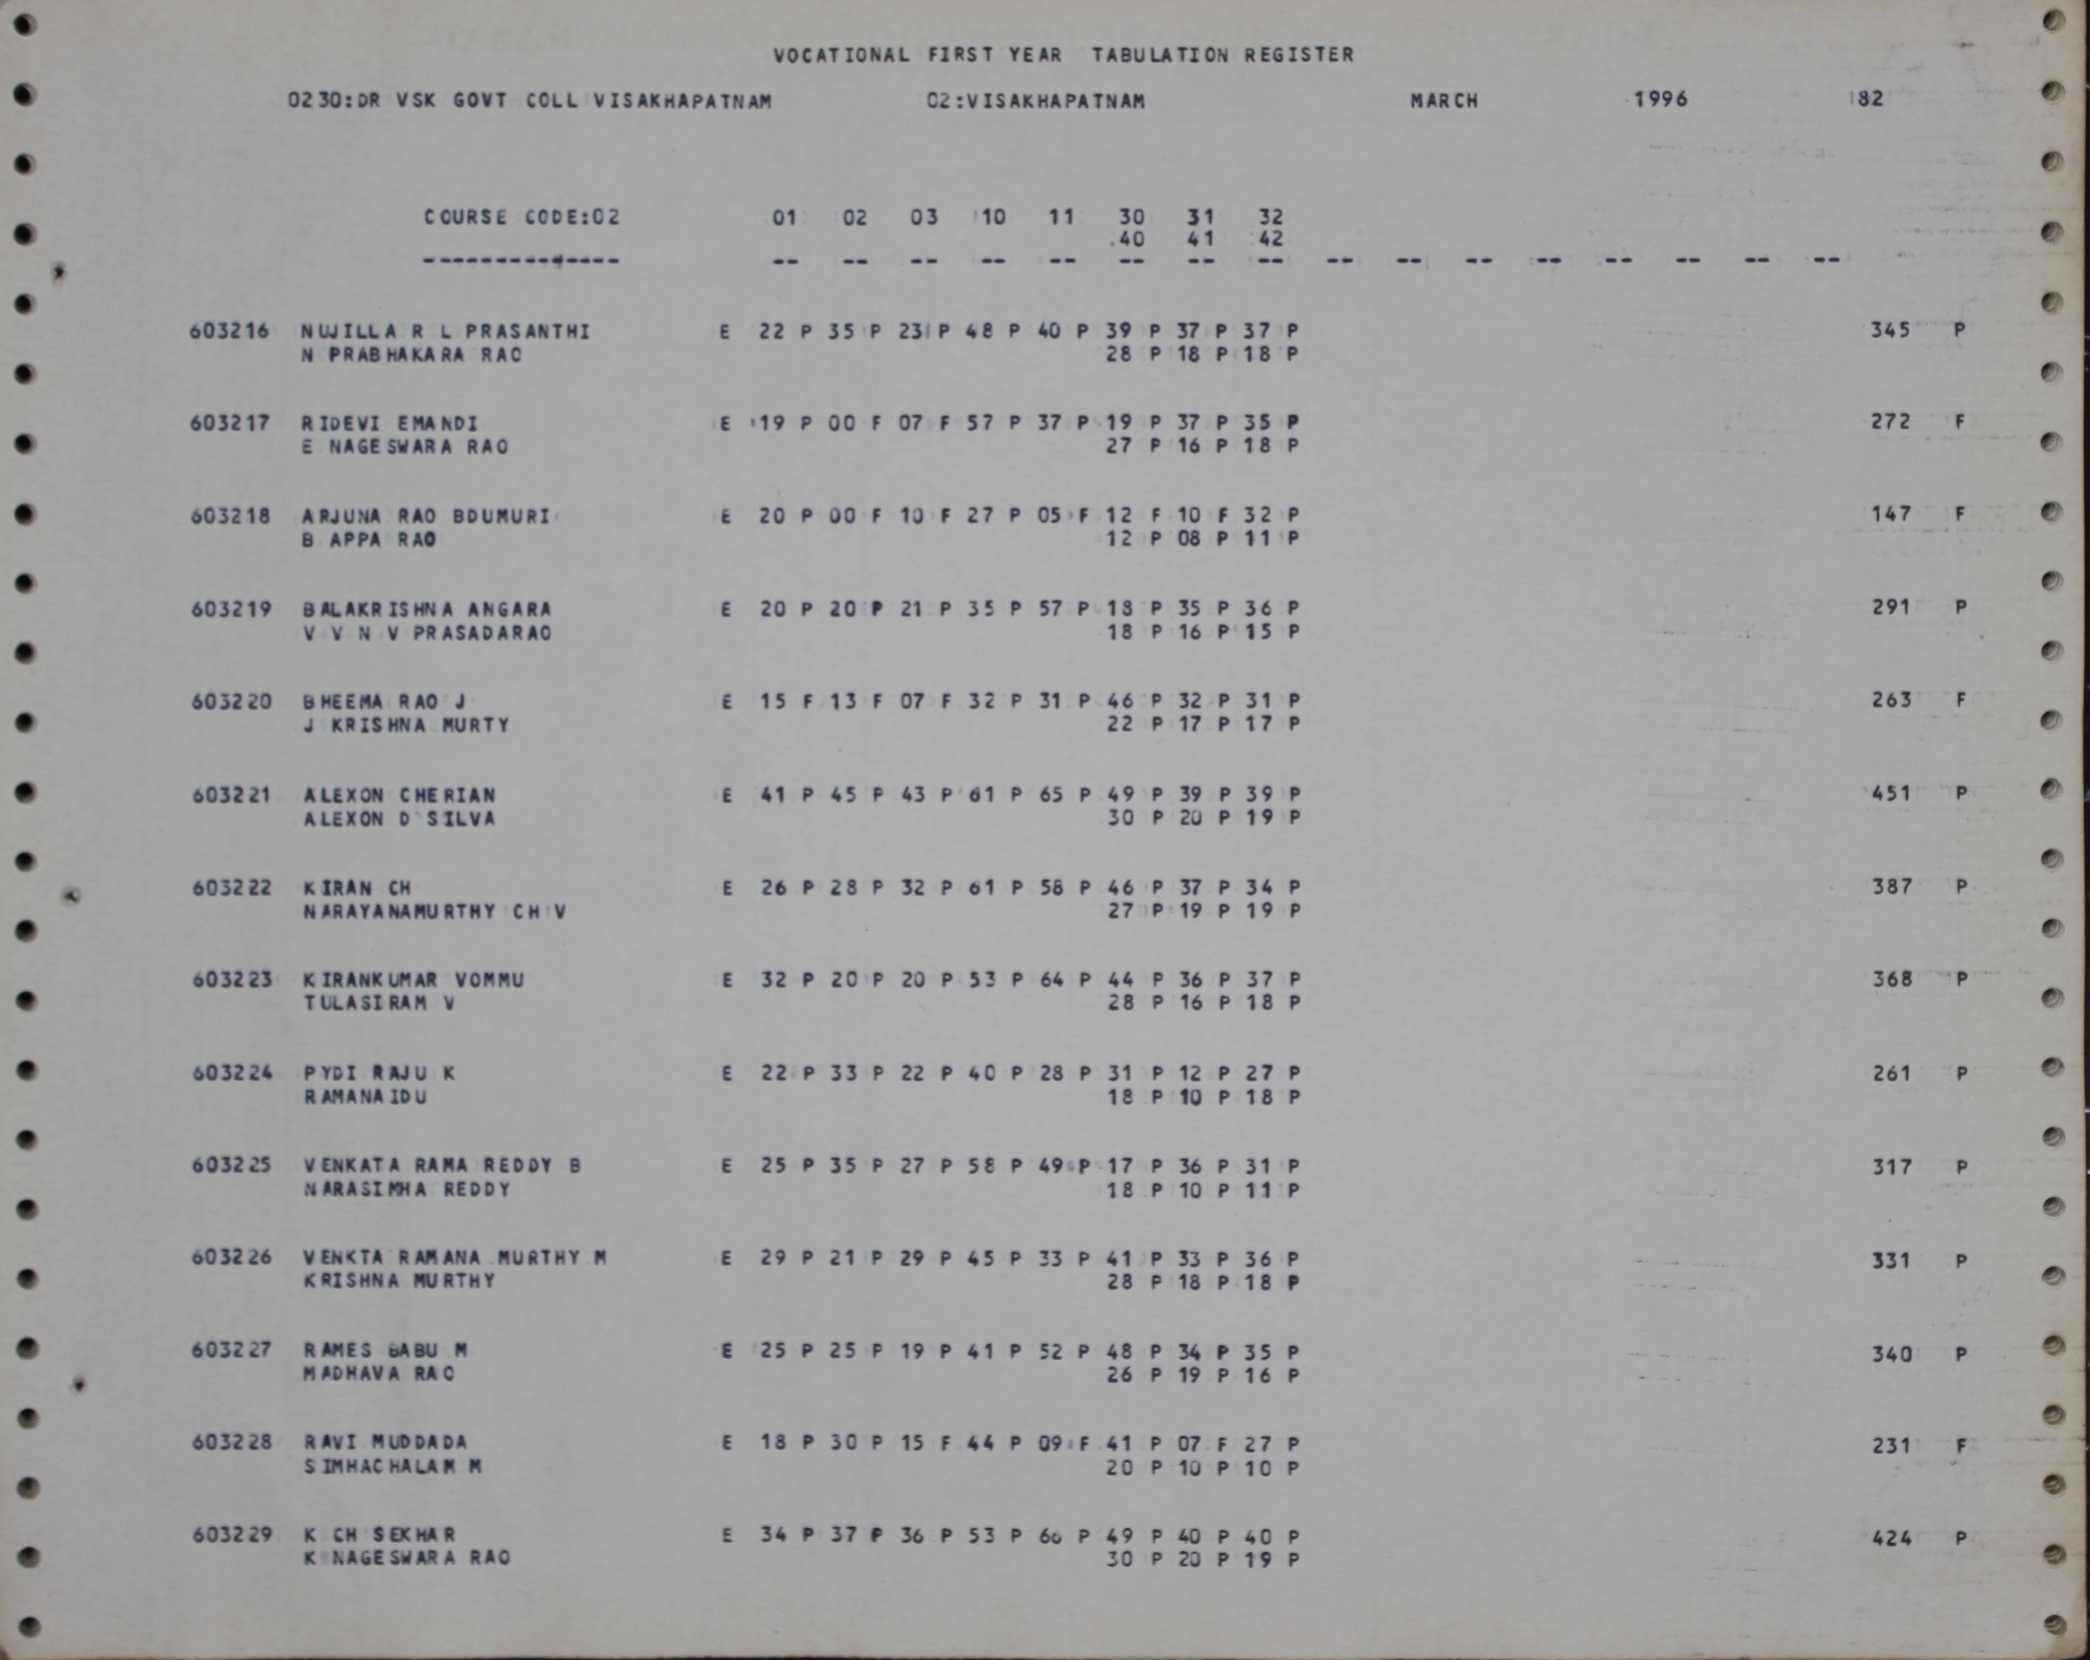 VOCATIONAL FIRST YEAR TABULATION REGISTER
0230:DR VSK GOVT COLL VISAKHAPATNAM 02:VISAKHAPATNAM MARCH 1996 82
COURSE CODE:02 01 02 03 10 11 30 31 32
40 41 42
-------------- -- -- -- -- -- -- -- -- -- -- -- -- -- -- -- --
603216 NUJILLA R L PRASANTHI E 22 P 35 P 23 P 48 P 40 P 39 P 37 P 37 P 345 P
N PRABHAKARA RAO 28 P 18 P 18 P
603217 RIDEVI EMANDI E 19 P 00 F 07 F 57 P 37 P 19 P 37 P 35 P 272 F
E NAGESWARA RAO 27 P 16 P 18 P
603218 ARJUNA RAO BDUMURI E 20 P 00 F 10 F 27 P 05 F 12 F 10 F 32 P 147 F
B APPA RAO 12 P 08 P 11 P
603219 BALAKRISHNA ANGARA E 20 P 20 P 21 P 35 P 57 P 18 P 35 P 36 P 291 P
V V N V PRASADARAO 18 P 16 P 15 P
603220 BHEEMA RAO J E 15 F 13 F 07 F 32 P 31 P 46 P 32 P 31 P 263 F
J KRISHNA MURTY 22 P 17 P 17 P
603221 ALEXON CHERIAN E 41 P 45 P 43 P 61 P 65 P 49 P 39 P 39 P 451 P
ALEXON D SILVA 30 P 20 P 19 P
603222 KIRAN CH E 26 P 28 P 32 P 61 P 58 P 46 P 37 P 34 P 387 P
NARAYANAMURTHY CH V 27 P 19 P 19 P
603223 KIRANKUMAR VOMMU E 32 P 20 P 20 P 53 P 64 P 44 P 36 P 37 P 368 P
TULASIRAM V 28 P 16 P 18 P
603224 PYDI RAJU K E 22 P 33 P 22 P 40 P 28 P 31 P 12 P 27 P 261 P
RAMANAIDU 18 P 10 P 18 P
603225 VENKATA RAMA REDDY B E 25 P 35 P 27 P 58 P 49 P 17 P 36 P 31 P 317 P
NARASIMHA REDDY 18 P 10 P 11 P
603226 VENKTA RAMANA MURTHY M E 29 P 21 P 29 P 45 P 33 P 41 P 33 P 36 P 331 P
KRISHNA MURTHY 28 P 18 P 18 P
603227 RAMES BABU M E 25 P 25 P 19 P 41 P 52 P 48 P 34 P 35 P 340 P
MADHAVA RAO 26 P 19 P 16 P
603228 RAVI MUDDADA E 18 P 30 P 15 F 44 P 09 F 41 P 07 F 27 P 231 F
SIMHACHALAM M 20 P 10 P 10 P
603229 K CH SEKHAR E 34 P 37 P 36 P 53 P 66 P 49 P 40 P 40 P 424 P
K NAGESWARA RAO 30 P 20 P 19 P